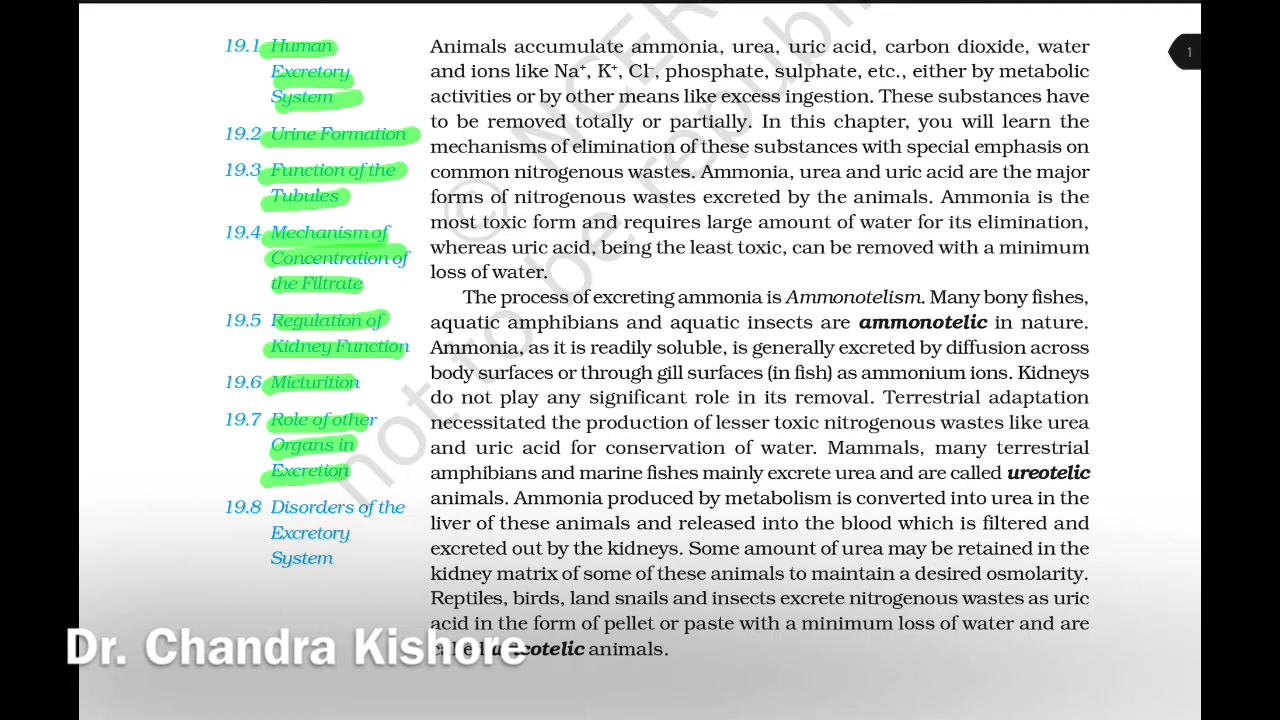 19.1 Human
Excretory
System
19.2 Urine Formation
19.3 Function of the
Tubules
19.4 Mechanism of
Concentration of
the Filtrate
19.5 Regulation of
Kidney Function
19.6 Micturition
19.7 Role of other
Organs in
Excretion
19.8 Disorders of the
Excretory
System
Animals accumulate ammonia, urea, uric acid, carbon dioxide, water
and ions like Na⁺, K⁺, Cl⁻, phosphate, sulphate, etc., either by metabolic
activities or by other means like excess ingestion. These substances have
to be removed totally or partially. In this chapter, you will learn the
mechanisms of elimination of these substances with special emphasis on
common nitrogenous wastes. Ammonia, urea and uric acid are the major
forms of nitrogenous wastes excreted by the animals. Ammonia is the
most toxic form and requires large amount of water for its elimination,
whereas uric acid, being the least toxic, can be removed with a minimum
loss of water.
The process of excreting ammonia is Ammonotelism. Many bony fishes,
aquatic amphibians and aquatic insects are ammonotelic in nature.
Ammonia, as it is readily soluble, is generally excreted by diffusion across
body surfaces or through gill surfaces (in fish) as ammonium ions. Kidneys
do not play any significant role in its removal. Terrestrial adaptation
necessitated the production of lesser toxic nitrogenous wastes like urea
and uric acid for conservation of water. Mammals, many terrestrial
amphibians and marine fishes mainly excrete urea and are called ureotelic
animals. Ammonia produced by metabolism is converted into urea in the
liver of these animals and released into the blood which is filtered and
excreted out by the kidneys. Some amount of urea may be retained in the
kidney matrix of some of these animals to maintain a desired osmolarity.
Reptiles, birds, land snails and insects excrete nitrogenous wastes as uric
acid in the form of pellet or paste with a minimum loss of water and are
called uricotelic animals.
1
© NCER
not to be republi
Dr. Chandra Kishore